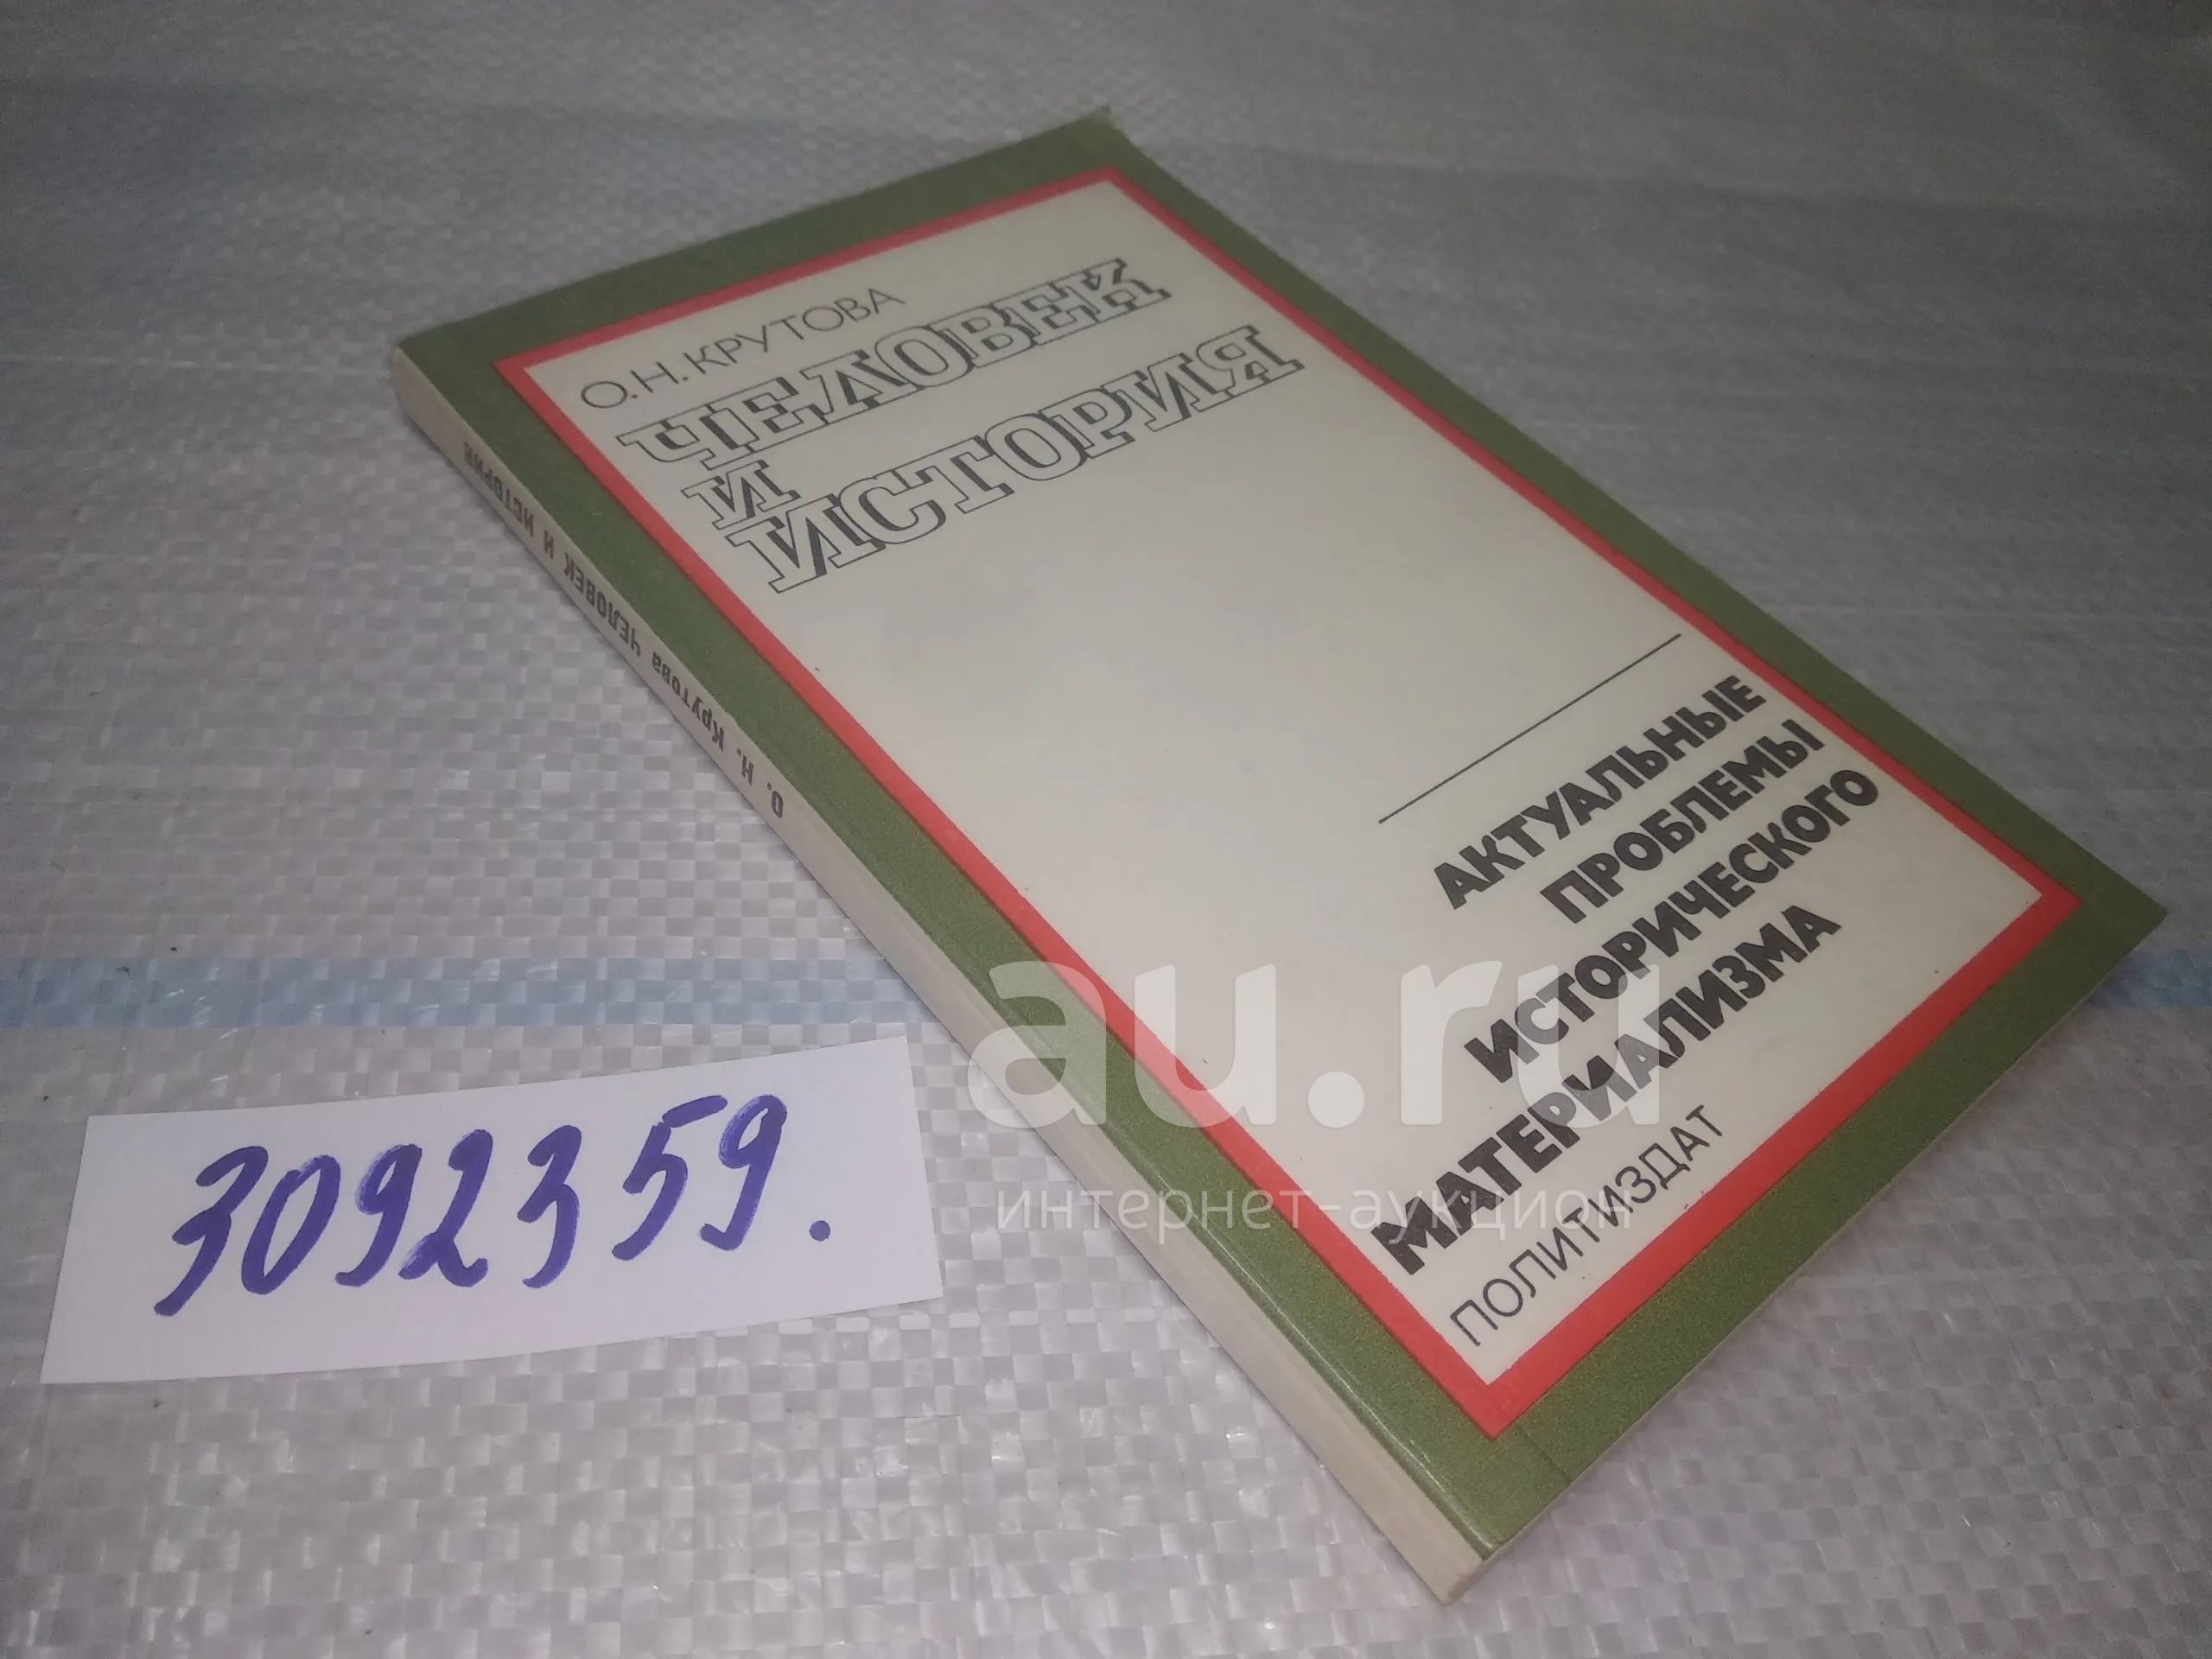 О.Н.КРУТОВА
ЧЕЛОВЕК
И
ИСТОРИЯ
АКТУАЛЬНЫЕ
ПРОБЛЕМЫ
ИСТОРИЧЕСКОГО
МАТЕРИАЛИЗМА
ПОЛИТИЗДАТ
О. Н. Крутова ЧЕЛОВЕК И ИСТОРИЯ
3092359.
au.ru
интернет-аукцион